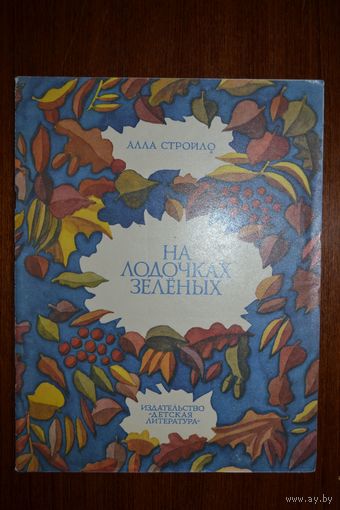 АЛЛА СТРОИЛО
НА
ЛОДОЧКАХ
ЗЕЛЁНЫХ
ИЗДАТЕЛЬСТВО
„ДЕТСКАЯ
ЛИТЕРАТУРА“
www.ay.by